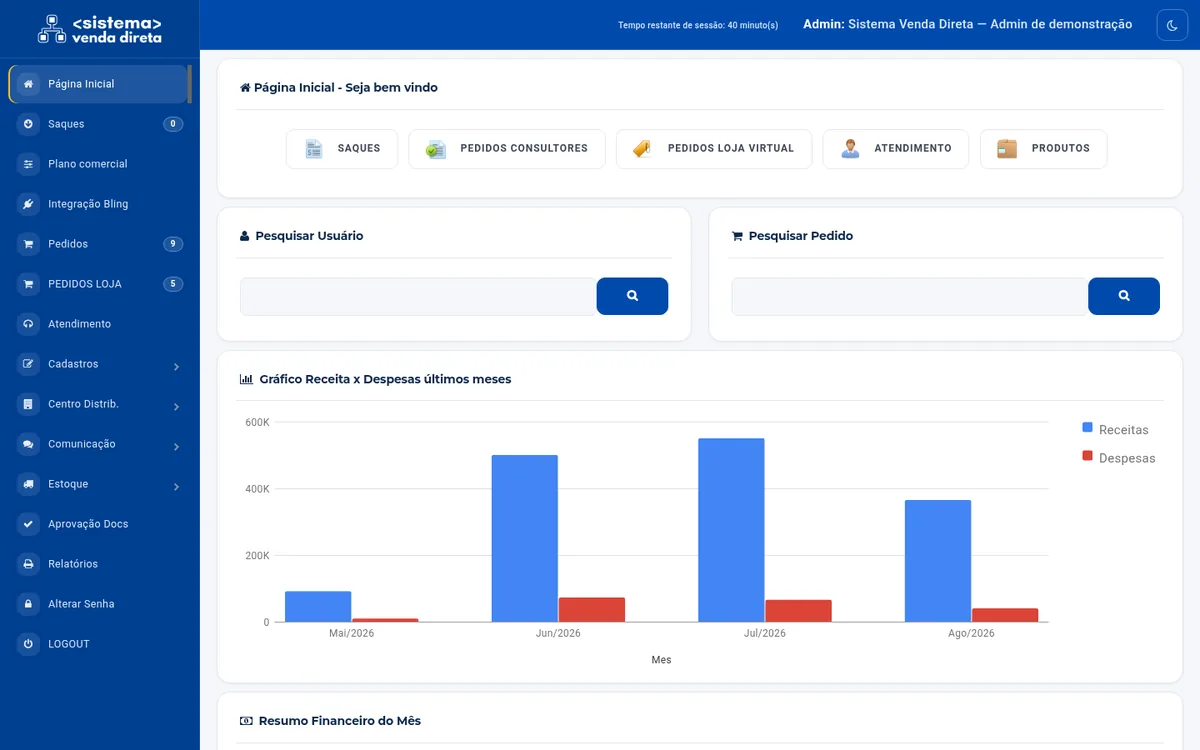 <sistema>
venda direta
Tempo restante de sessão: 40 minuto(s)
Admin: Sistema Venda Direta — Admin de demonstração
Página Inicial
Saques 0
Plano comercial
Integração Bling
Pedidos 9
PEDIDOS LOJA 5
Atendimento
Cadastros
Centro Distrib.
Comunicação
Estoque
Aprovação Docs
Relatórios
Alterar Senha
LOGOUT
Página Inicial - Seja bem vindo
SAQUES
PEDIDOS CONSULTORES
PEDIDOS LOJA VIRTUAL
ATENDIMENTO
PRODUTOS
Pesquisar Usuário
Pesquisar Pedido
Gráfico Receita x Despesas últimos meses
600K
400K
200K
0
Mai/2026
Jun/2026
Jul/2026
Ago/2026
Mes
Receitas
Despesas
Resumo Financeiro do Mês